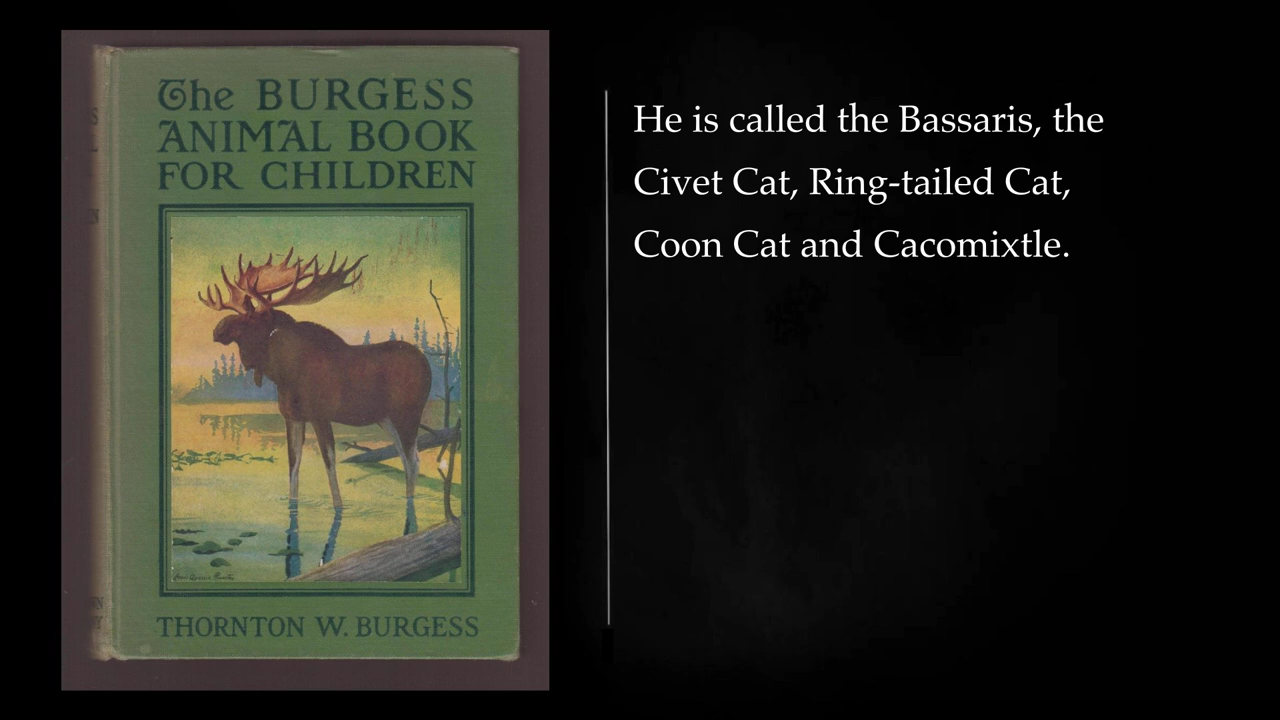 The BURGESS
ANIMAL BOOK
FOR CHILDREN
THORNTON W. BURGESS
He is called the Bassaris, the
Civet Cat, Ring-tailed Cat,
Coon Cat and Cacomixtle.